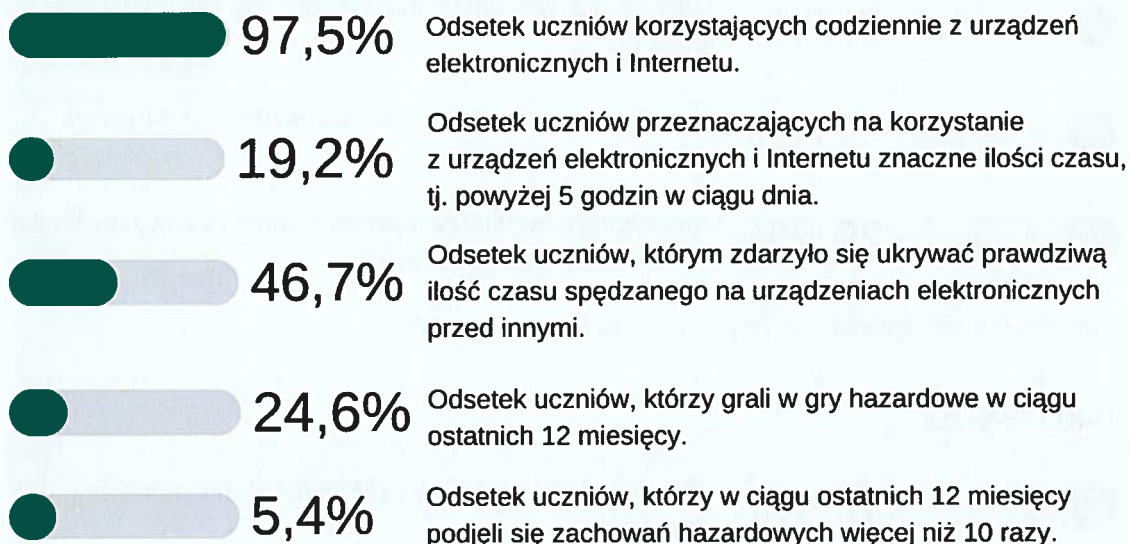 97,5%
Odsetek uczniów korzystających codziennie z urządzeń
elektronicznych i Internetu.
19,2%
Odsetek uczniów przeznaczających na korzystanie
z urządzeń elektronicznych i Internetu znaczne ilości czasu,
tj. powyżej 5 godzin w ciągu dnia.
46,7%
Odsetek uczniów, którym zdarzyło się ukrywać prawdziwą
ilość czasu spędzanego na urządzeniach elektronicznych
przed innymi.
24,6%
Odsetek uczniów, którzy grali w gry hazardowe w ciągu
ostatnich 12 miesięcy.
5,4%
Odsetek uczniów, którzy w ciągu ostatnich 12 miesięcy
podjęli się zachowań hazardowych więcej niż 10 razy.